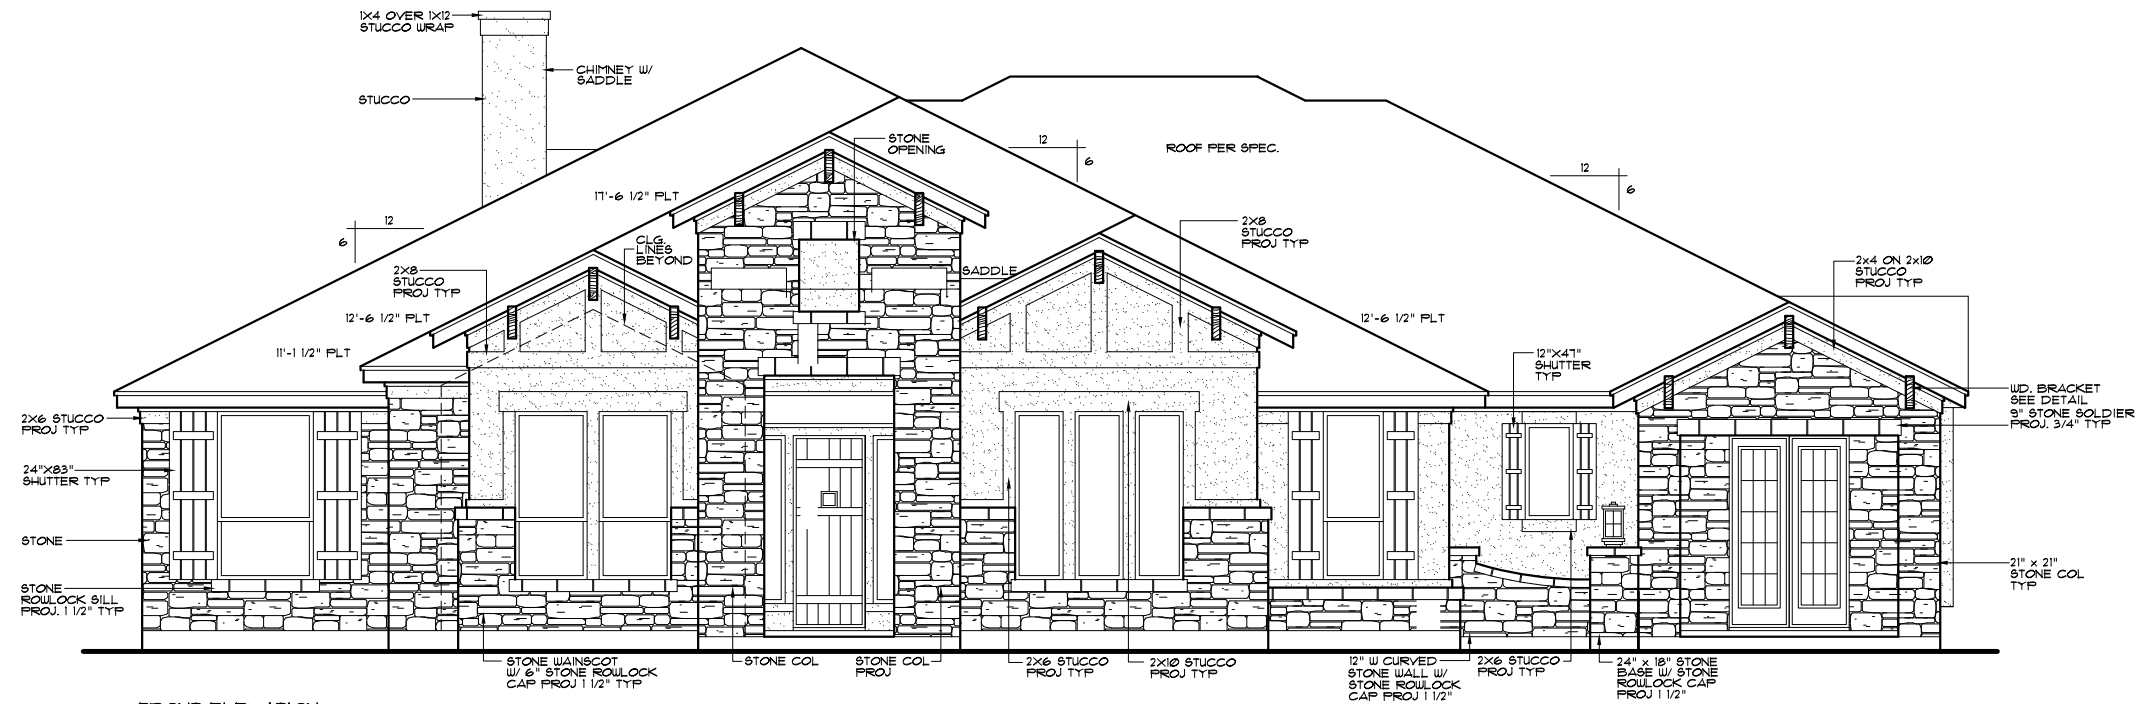 1X4 OVER 1X12
STUCCO WRAP
CHIMNEY W/
SADDLE
STUCCO
STONE
OPENING
12
6
ROOF PER SPEC.
12
6
17'-6 1/2" PLT
12
6
2X8
STUCCO
PROJ TYP
CLG.
LINES
BEYOND
2X8
STUCCO
PROJ TYP
SADDLE
2x4 ON 2x10
STUCCO
PROJ TYP
12'-6 1/2" PLT
12'-6 1/2" PLT
11'-1 1/2" PLT
12"X47"
SHUTTER
TYP
WD. BRACKET
SEE DETAIL
9" STONE SOLDIER
PROJ. 3/4" TYP
2X6 STUCCO
PROJ TYP
24"X83"
SHUTTER TYP
STONE
21" x 21"
STONE COL
TYP
STONE
ROWLOCK SILL
PROJ. 1 1/2" TYP
STONE WAINSCOT
W/ 6" STONE ROWLOCK
CAP PROJ 1 1/2" TYP
STONE COL
STONE COL
PROJ
2X6 STUCCO
PROJ TYP
2X10 STUCCO
PROJ TYP
12" W CURVED
STONE WALL W/
STONE ROWLOCK
CAP PROJ 1 1/2"
2X6 STUCCO
PROJ TYP
24" x 18" STONE
BASE W/ STONE
ROWLOCK CAP
PROJ 1 1/2"